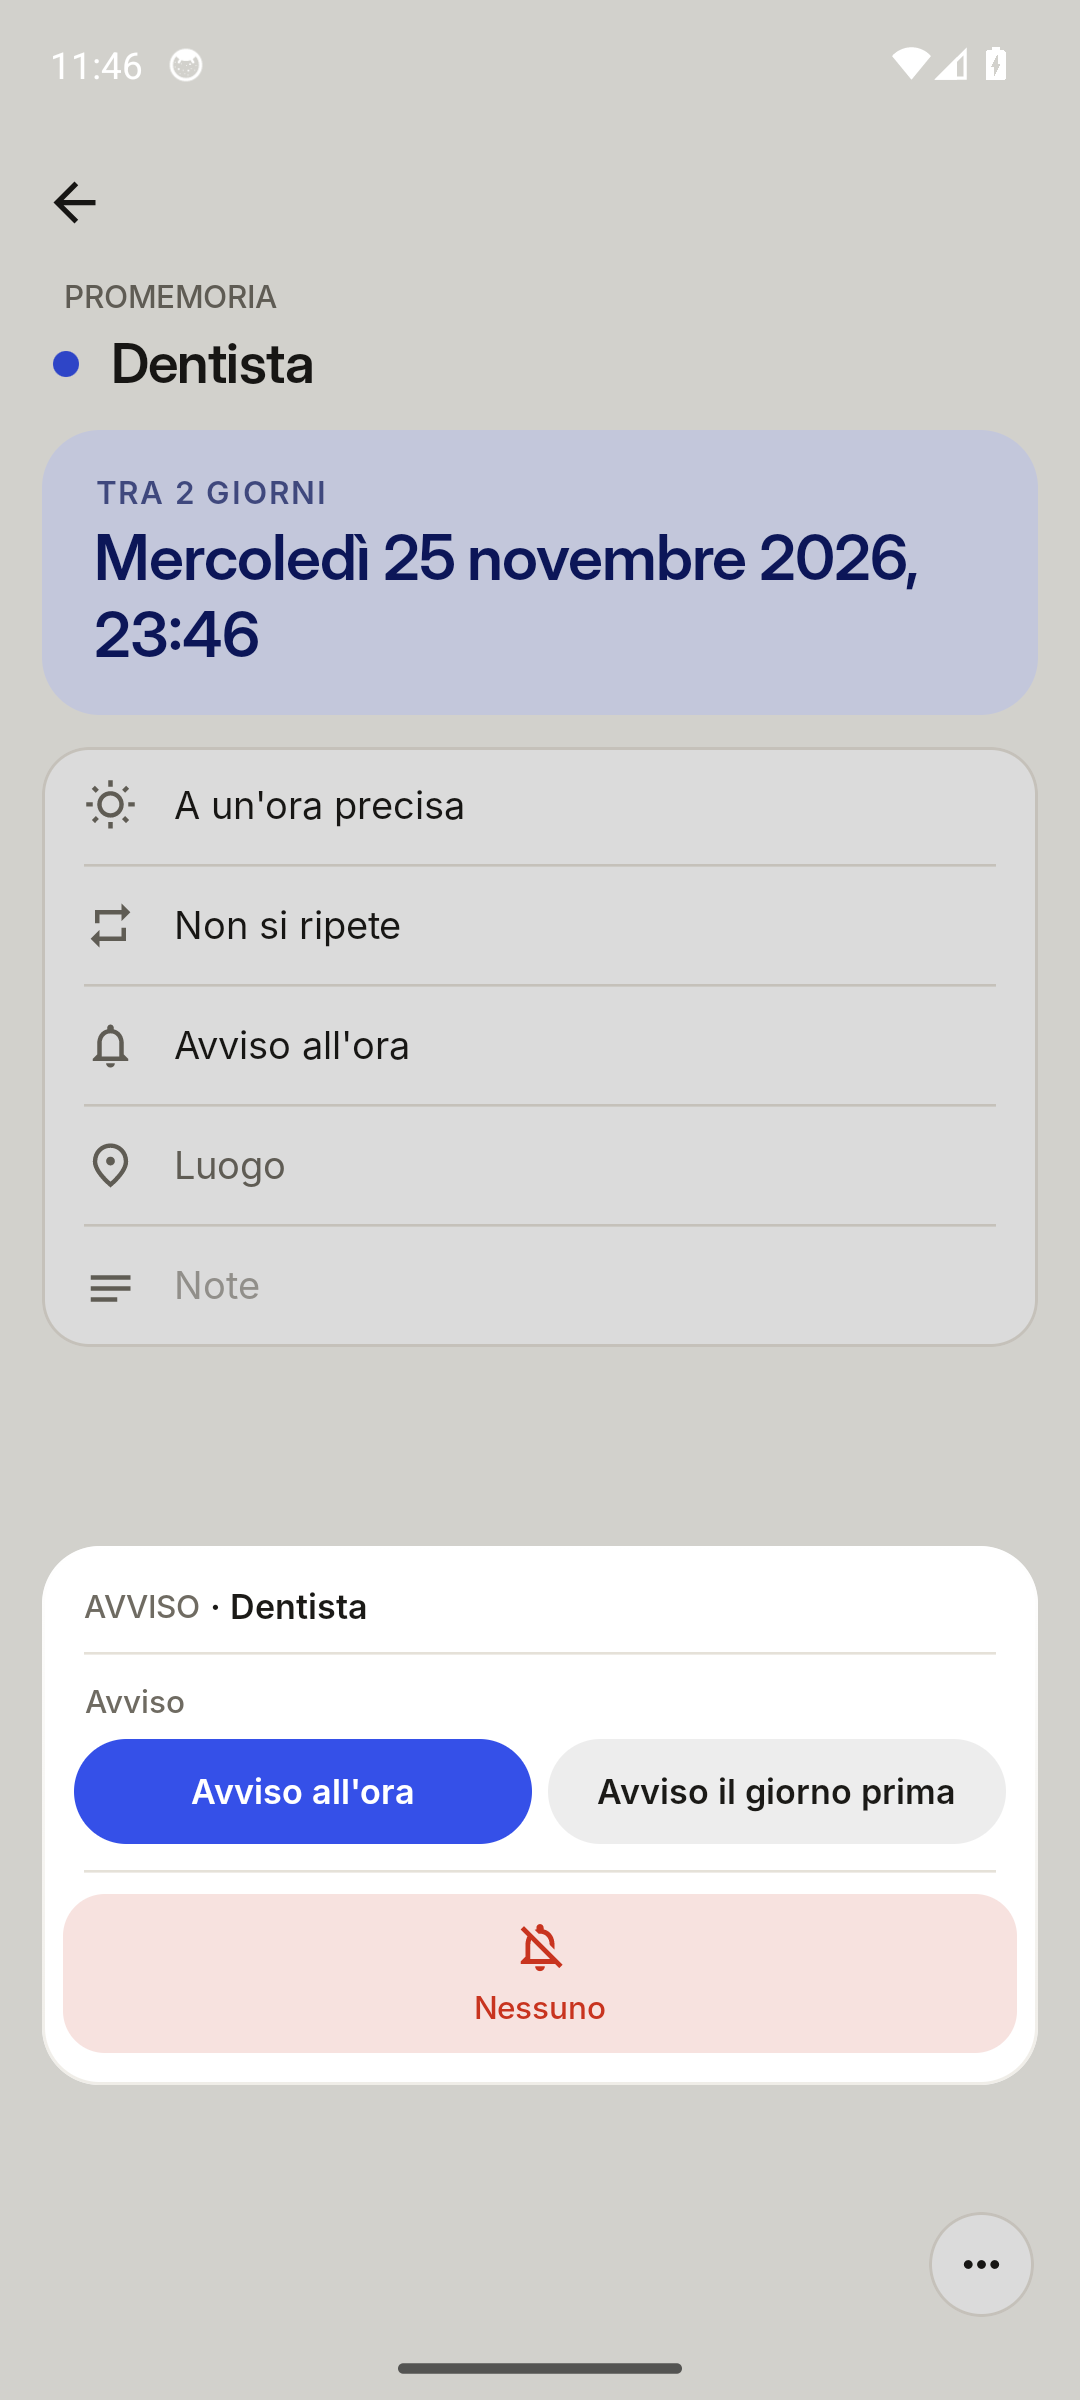 11:46
PROMEMORIA
Dentista
TRA 2 GIORNI
Mercoledì 25 novembre 2026,
23:46
A un'ora precisa
Non si ripete
Avviso all'ora
Luogo
Note
AVVISO · Dentista
Avviso
Avviso all'ora
Avviso il giorno prima
Nessuno